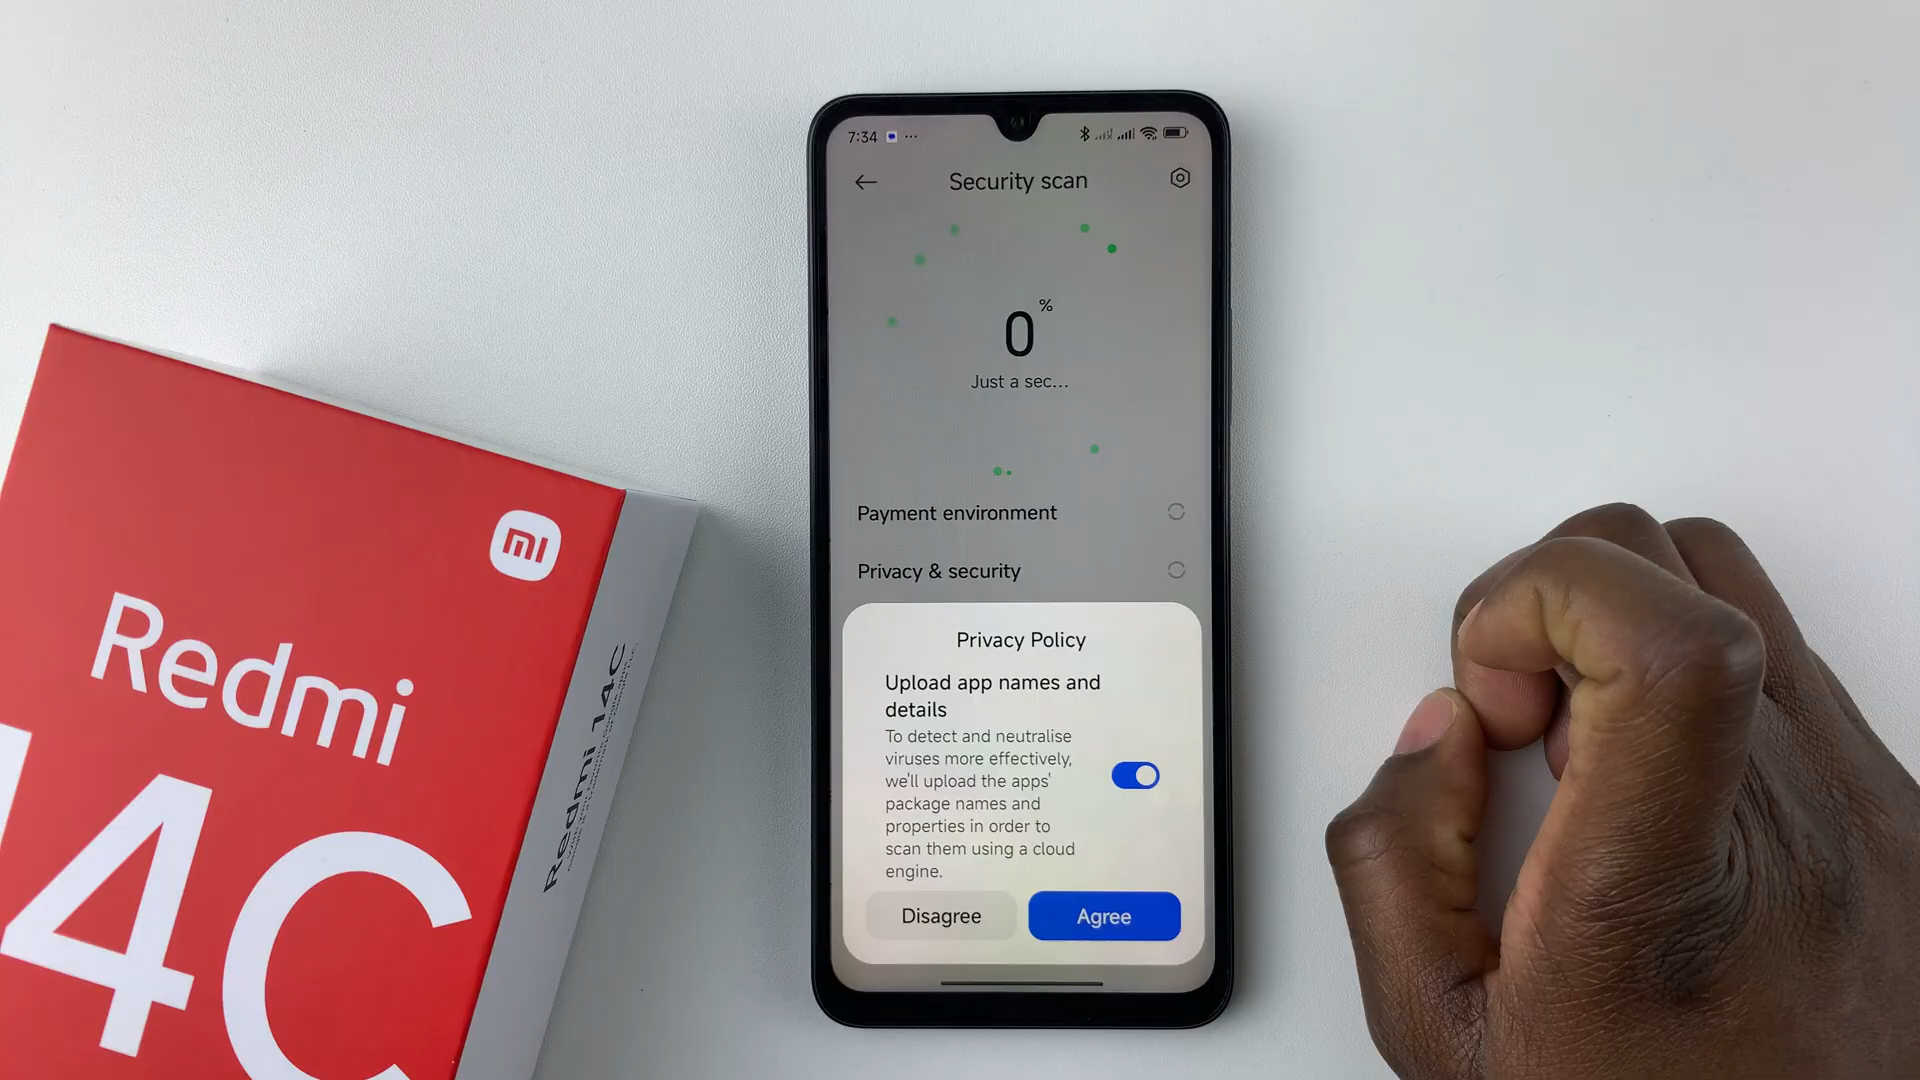 7:34
Security scan
0%
Just a sec...
Payment environment
Privacy & security
Privacy Policy
Upload app names and
details
To detect and neutralise
viruses more effectively,
we'll upload the apps'
package names and
properties in order to
scan them using a cloud
engine.
Disagree
Agree
mi
Redmi
14C
Redmi 14C